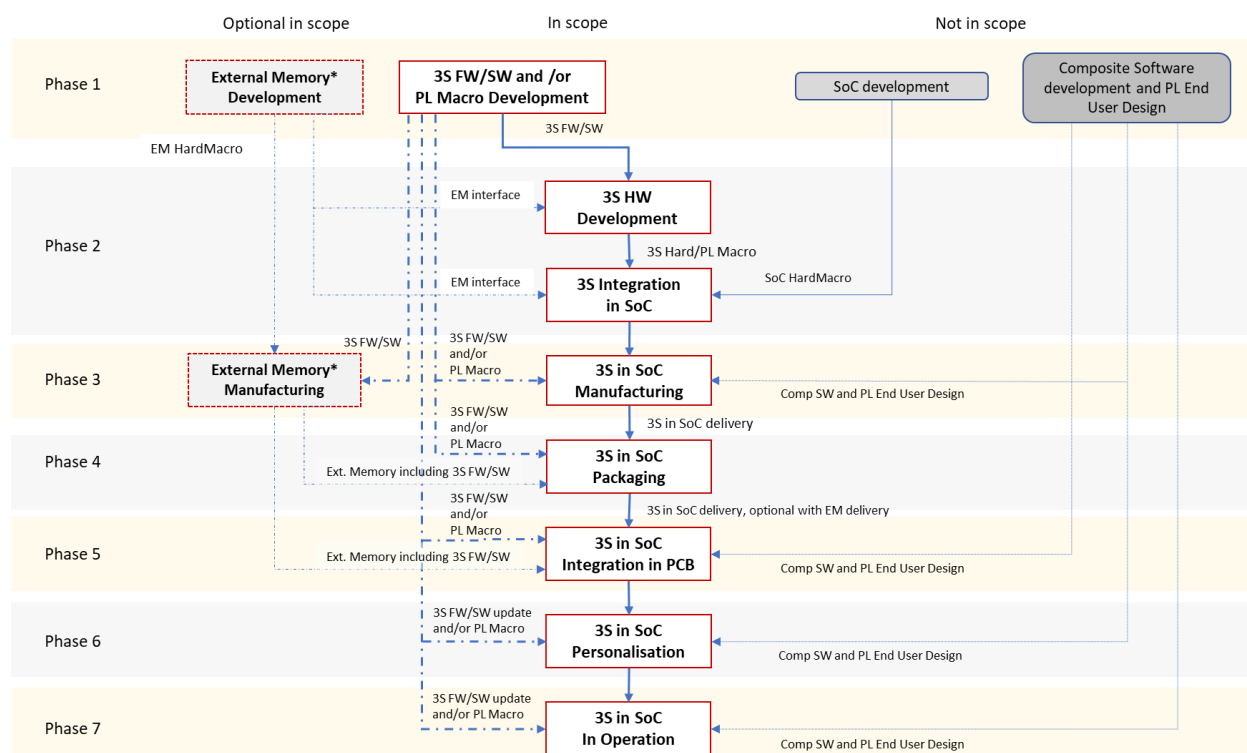 Optional in scope
In scope
Not in scope
Phase 1
External Memory*
Development
3S FW/SW and /or
PL Macro Development
SoC development
Composite Software
development and PL End
User Design
3S FW/SW
EM HardMacro
Phase 2
EM interface
3S HW
Development
3S Hard/PL Macro
EM interface
3S Integration
in SoC
SoC HardMacro
Phase 3
External Memory*
Manufacturing
3S FW/SW
3S FW/SW
and/or
PL Macro
3S in SoC
Manufacturing
Comp SW and PL End User Design
3S in SoC delivery
Phase 4
3S FW/SW
and/or
PL Macro
Ext. Memory including 3S FW/SW
3S in SoC
Packaging
3S in SoC delivery, optional with EM delivery
Phase 5
3S FW/SW
and/or
PL Macro
Ext. Memory including 3S FW/SW
3S in SoC
Integration in PCB
Comp SW and PL End User Design
Phase 6
3S FW/SW update
and/or PL Macro
3S in SoC
Personalisation
Comp SW and PL End User Design
Phase 7
3S FW/SW update
and/or PL Macro
3S in SoC
In Operation
Comp SW and PL End User Design